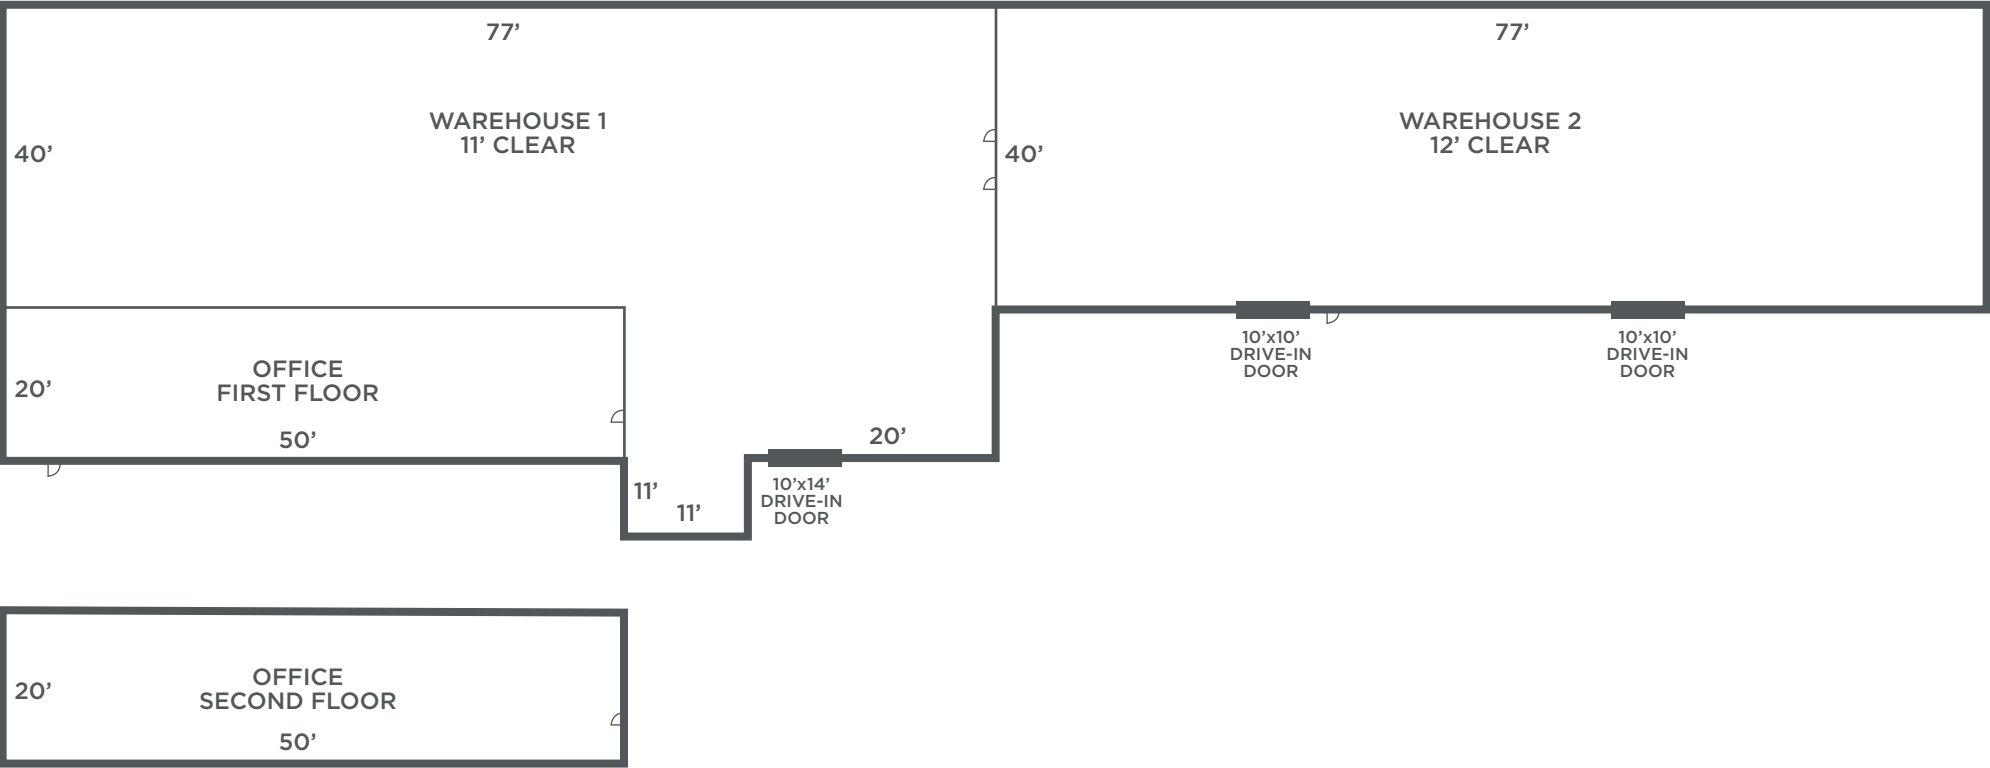 77’
77’
WAREHOUSE 1
11’ CLEAR
WAREHOUSE 2
12’ CLEAR
40’
40’
10’x10’
DRIVE-IN
DOOR
10’x10’
DRIVE-IN
DOOR
OFFICE
FIRST FLOOR
20’
50’
20’
11’
11’
10’x14’
DRIVE-IN
DOOR
OFFICE
SECOND FLOOR
20’
50’